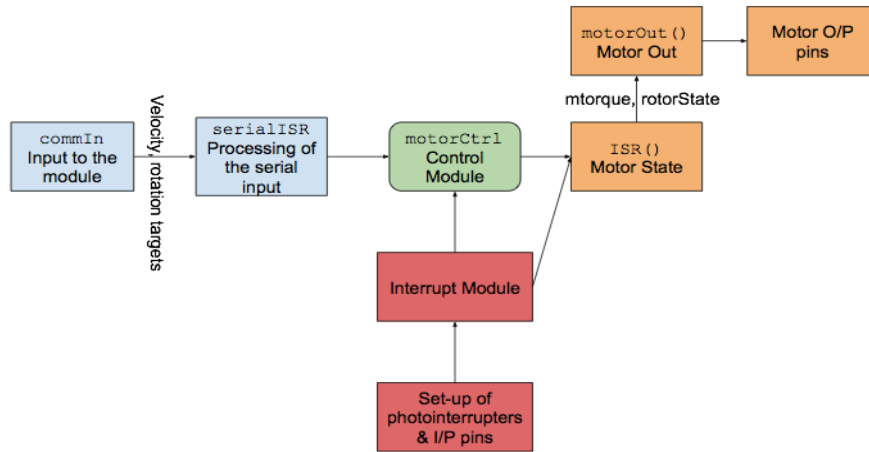 commIn
Input to the
module
Velocity, rotation targets
serialISR
Processing of
the serial
input
motorCtrl
Control
Module
motorOut()
Motor Out
Motor O/P
pins
mtorque, rotorState
ISR()
Motor State
Interrupt Module
Set-up of
photointerrupters
& I/P pins